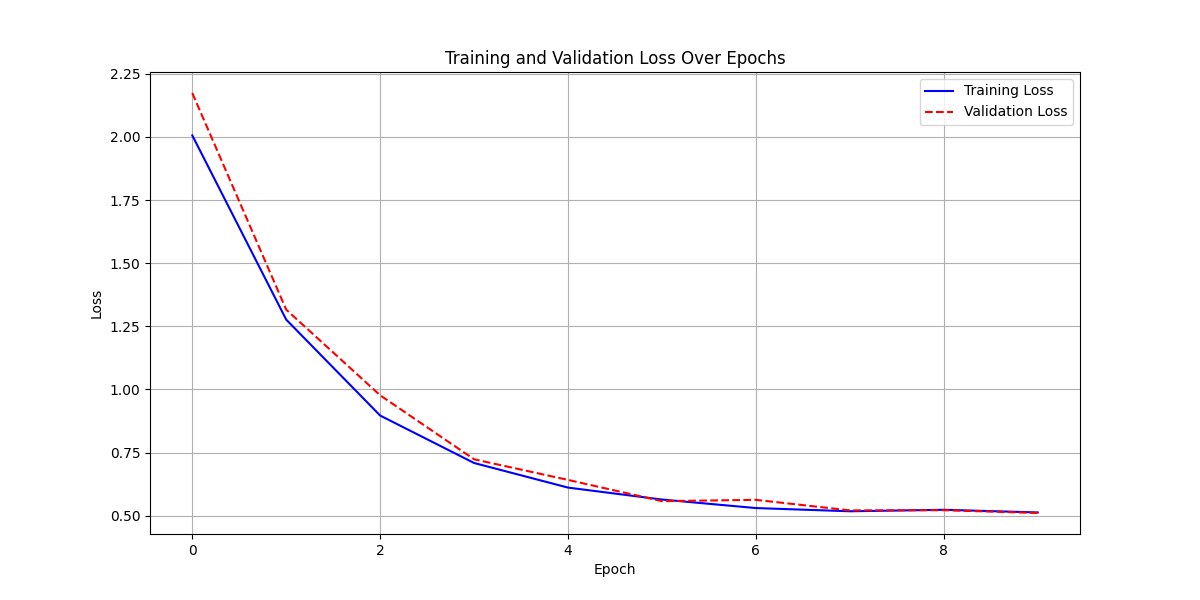 Training and Validation Loss Over Epochs
Training Loss
Validation Loss
2.25
2.00
1.75
1.50
1.25
1.00
0.75
0.50
Loss
0 2 4 6 8
Epoch